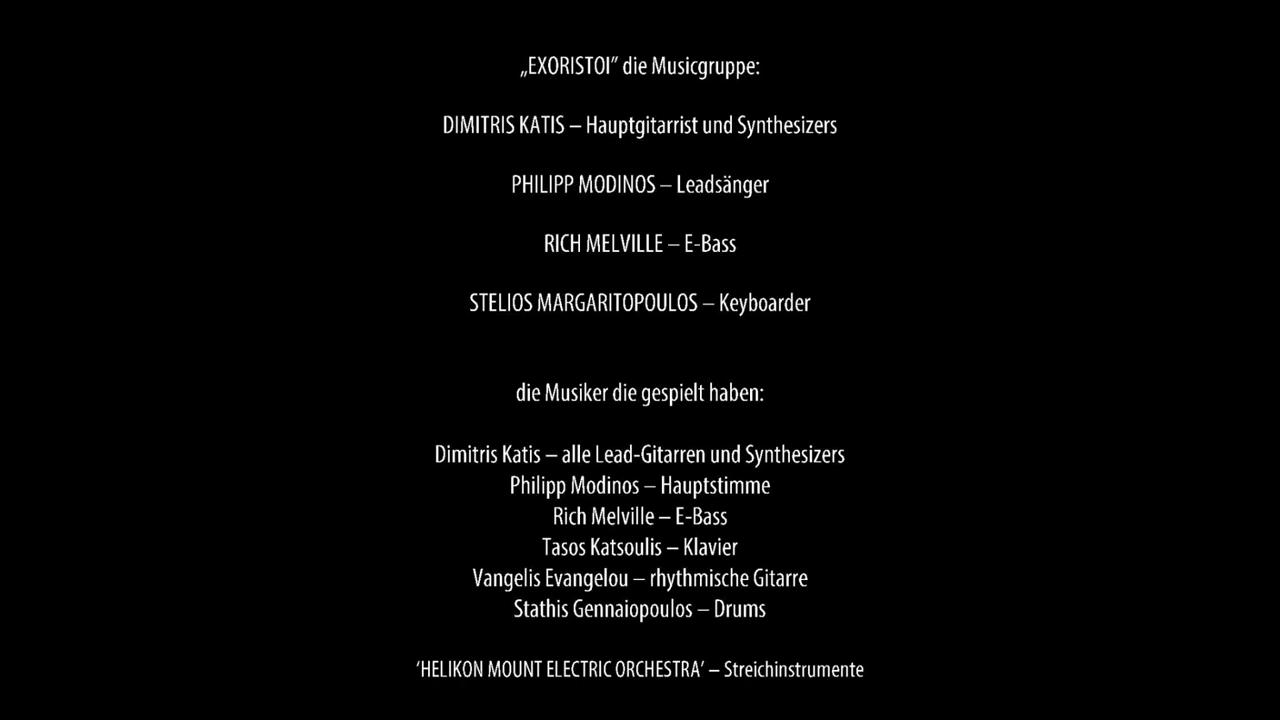 „EXORISTOI” die Musicgruppe:
DIMITRIS KATIS – Hauptgitarrist und Synthesizers
PHILIPP MODINOS – Leadsänger
RICH MELVILLE – E-Bass
STELIOS MARGARITOPOULOS – Keyboarder
die Musiker die gespielt haben:
Dimitris Katis – alle Lead-Gitarren und Synthesizers
Philipp Modinos – Hauptstimme
Rich Melville – E-Bass
Tasos Katsoulis – Klavier
Vangelis Evangelou – rhythmische Gitarre
Stathis Gennaiopoulos – Drums
‘HELIKON MOUNT ELECTRIC ORCHESTRA’ – Streichinstrumente